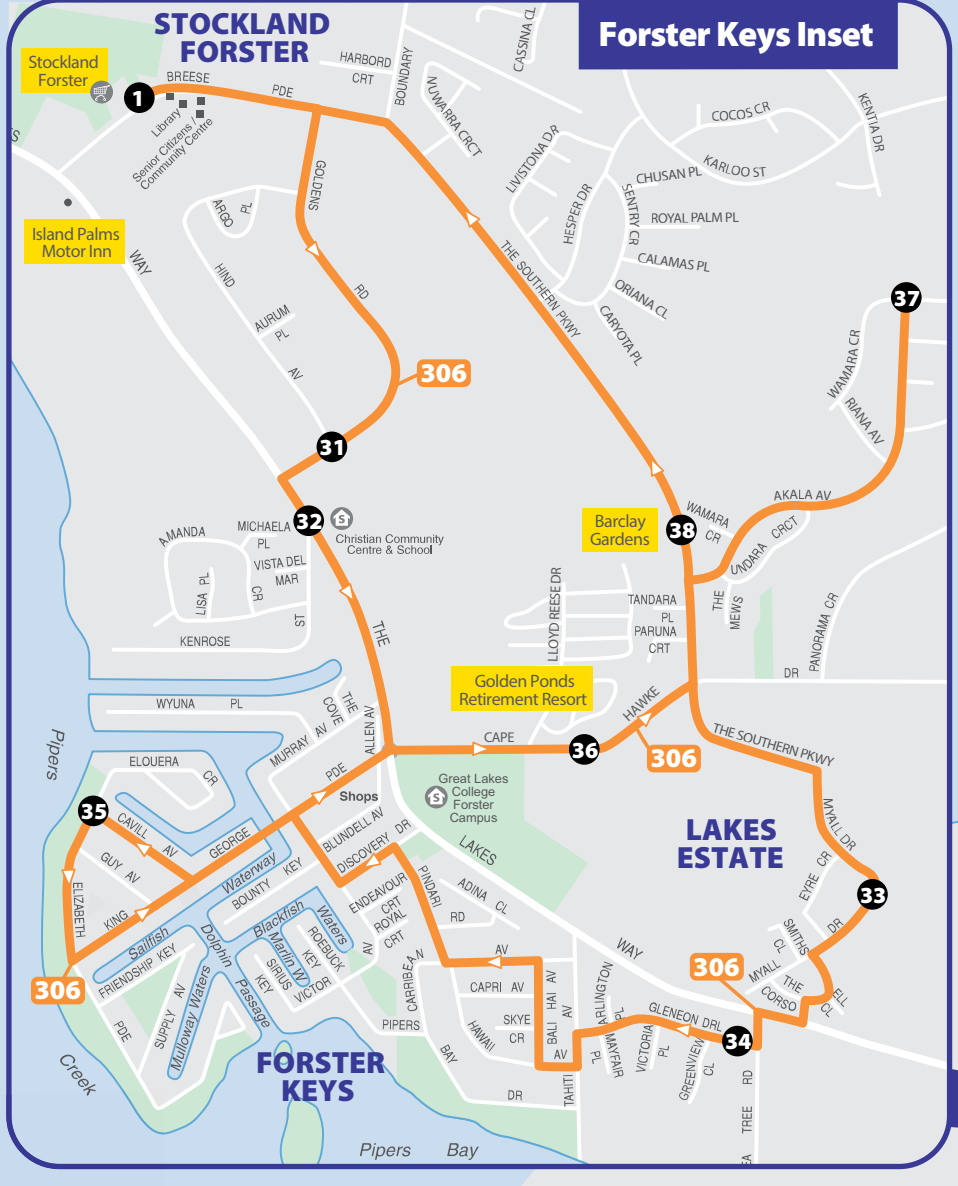 Forster Keys Inset
STOCKLAND
FORSTER
Stockland
Forster
1
BREESE
PDE
HARBORD
CRT
BOUNDARY
NUWARRA CRCT
CASSINA CL
COCOS CR
KENTIA DR
KARLOO ST
Library
Senior Citizens /
Community Centre
LIVISTONA DR
HESPER DR
SENTRY CR
CHUSAN PL
ROYAL PALM PL
CALAMAS PL
ORIANA CL
CARYOTA PL
GOLDENS
RD
ARGO
PL
Island Palms
Motor Inn
WAY
HIND
AURUM
PL
AV
THE SOUTHERN PKWY
37
WAMARA CR
RIANA AV
306
31
32
S
Christian Community
Centre & School
AMANDA
MICHAELA
PL
VISTA DEL
MAR
LISA PL
CR
ST
KENROSE
THE
Barclay
Gardens
38
WAMARA
CR
AKALA AV
UNDARA CRCT
THE
MEWS
PANORAMA CR
DR
LLOYD REESE DR
TANDARA
PL
PARUNA
CRT
Golden Ponds
Retirement Resort
HAWKE
CAPE
36
306
THE SOUTHERN PKWY
WYUNA PL
THE
COVE
MURRAY AV
ALLEN AV
Pipers
ELOUERA
CR
PDE
Shops
S
Great Lakes
College
Forster
Campus
LAKES
ESTATE
MYALL DR
35
CAVILL
AV
GUY AV
GEORGE
Waterway
BLUNDELL AV
DISCOVERY DR
LAKES
EYRE CR
33
ELIZABETH
KING
BOUNTY KEY
ENDEAVOUR
CRT
ROYAL
CRT
AV
PINDARI
ADINA CL
RD
SMITHS
CL
DR
MYALL
THE
CORSO
ELL
CL
WAY
306
306
Sailfish
FRIENDSHIP KEY
Dolphin
Passage
Blackfish
Waters
Marlin W
SIRIUS
KEY
ROEBUCK
KEY
VICTOR
CARRIBEAN
AV
CAPRI AV
SKYE
CR
HAWAII
BALI HAI AV
AV
ARLINGTON
PL
MAYFAIR
PL
VICTORIA
PL
GLENEON DRL
GREENVIEW
CL
34
PDE
SUPPLY AV
Mulloway Waters
PIPERS
BAY
DR
TAHITI
AV
RD
TREE
EA
FORSTER
KEYS
Creek
Pipers Bay